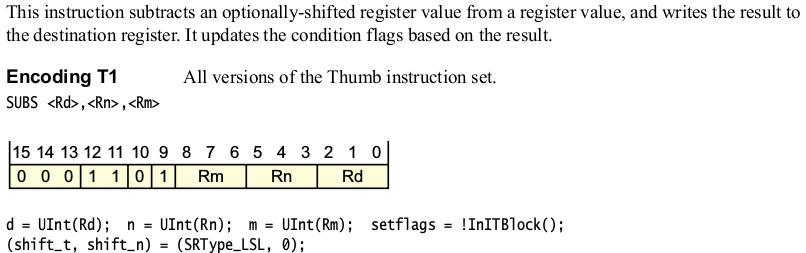 This instruction subtracts an optionally-shifted register value from a register value, and writes the result to
the destination register. It updates the condition flags based on the result.
Encoding T1 All versions of the Thumb instruction set.
SUBS <Rd>,<Rn>,<Rm>
15 14 13 12 11 10 9 8 7 6 5 4 3 2 1 0
0 0 0 1 1 0 1 Rm Rn Rd
d = UInt(Rd); n = UInt(Rn); m = UInt(Rm); setflags = !InITBlock();
(shift_t, shift_n) = (SRType_LSL, 0);